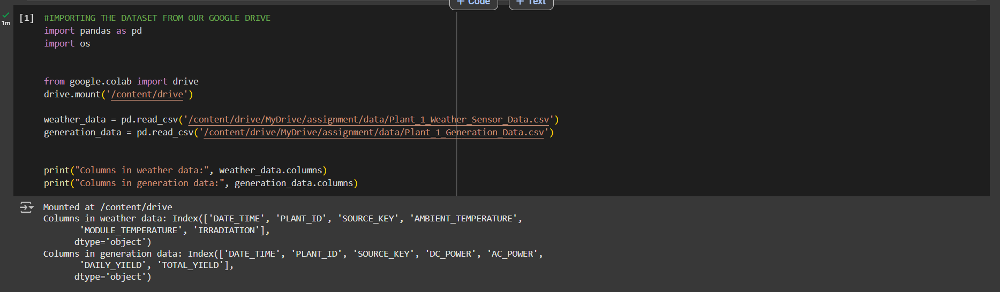 + Code + Text
1m
[1] #IMPORTING THE DATASET FROM OUR GOOGLE DRIVE
import pandas as pd
import os
from google.colab import drive
drive.mount('/content/drive')
weather_data = pd.read_csv('/content/drive/MyDrive/assignment/data/Plant_1_Weather_Sensor_Data.csv')
generation_data = pd.read_csv('/content/drive/MyDrive/assignment/data/Plant_1_Generation_Data.csv')
print("Columns in weather data:", weather_data.columns)
print("Columns in generation data:", generation_data.columns)
Mounted at /content/drive
Columns in weather data: Index(['DATE_TIME', 'PLANT_ID', 'SOURCE_KEY', 'AMBIENT_TEMPERATURE',
'MODULE_TEMPERATURE', 'IRRADIATION'],
dtype='object')
Columns in generation data: Index(['DATE_TIME', 'PLANT_ID', 'SOURCE_KEY', 'DC_POWER', 'AC_POWER',
'DAILY_YIELD', 'TOTAL_YIELD'],
dtype='object')